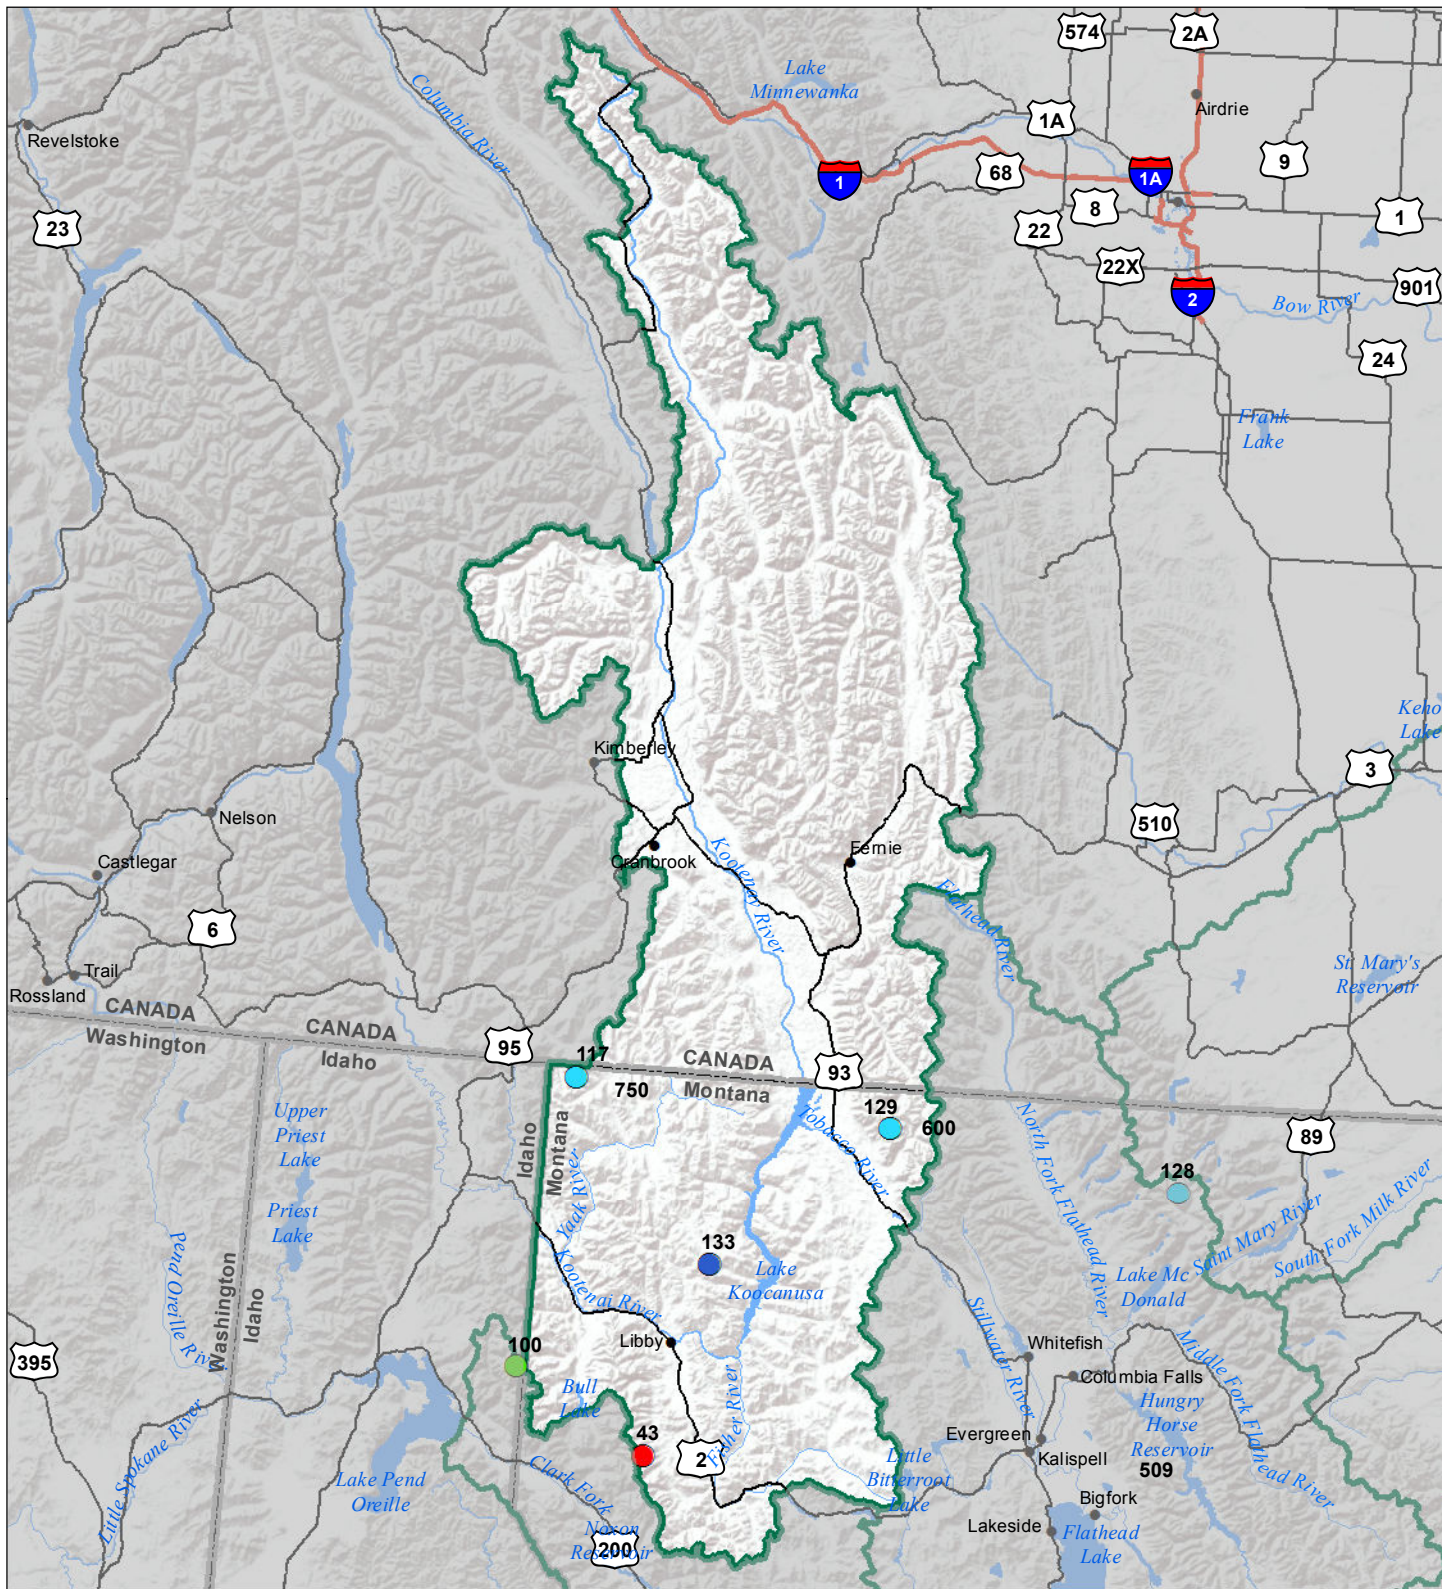 574
2A
Lake
Minnewanka
Columbia River
Airdrie
1A
Revelstoke
9
68
1
1A
8
1
23
22
22X
901
2
Bow River
24
Frank
Lake
Keho
Lake
Kimberley
3
Nelson
510
Castlegar
Cranbrook
Kootenay River
Fernie
Flathead River
6
Trail
St. Mary's
Reservoir
Rossland
CANADA
Washington
CANADA
Idaho
95
117
CANADA
Montana
93
750
129
600
Tobacco River
Upper
Priest
Lake
Idaho
Montana
North Fork Flathead River
89
128
Yaak River
Priest
Lake
Saint Mary River
South Fork Milk River
Pend Oreille River
Washington
Idaho
Kootenai River
133
Lake
Koocanusa
Lake Mc
Donald
Stillwater River
Libby
100
395
Whitefish
Middle Fork Flathead River
Columbia Falls
Bull
Lake
Fisher River
Hungry
Horse
Reservoir
509
43
Evergreen
Kalispell
2
Little Spokane River
Lake Pend
Oreille
Clark Fork
Little
Bitterroot
Lake
Bigfork
Noxon
Reservoir
200
Lakeside
Flathead
Lake